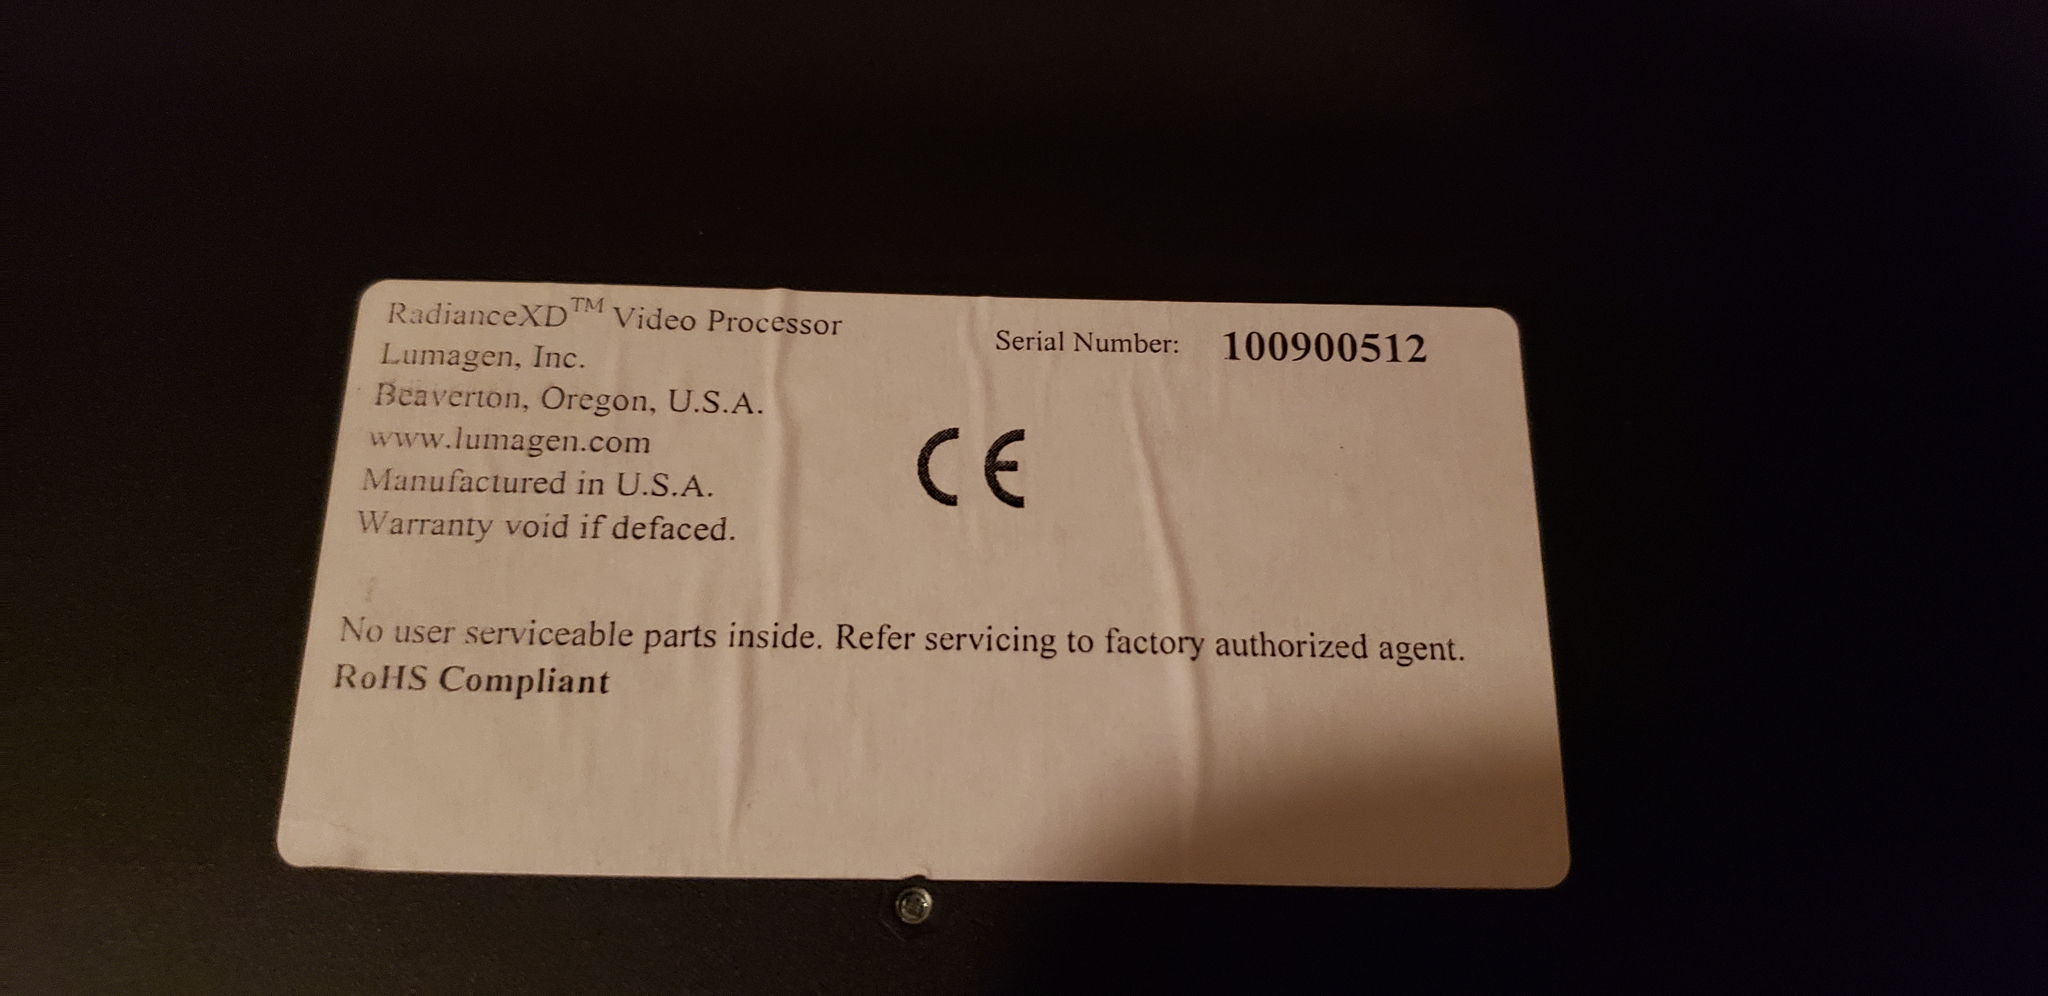 RadianceXD™ Video Processor
Serial Number: 100900512
Lumagen, Inc.
Beaverton, Oregon, U.S.A.
www.lumagen.com
CE
Manufactured in U.S.A.
Warranty void if defaced.
No user serviceable parts inside. Refer servicing to factory authorized agent.
RoHS Compliant